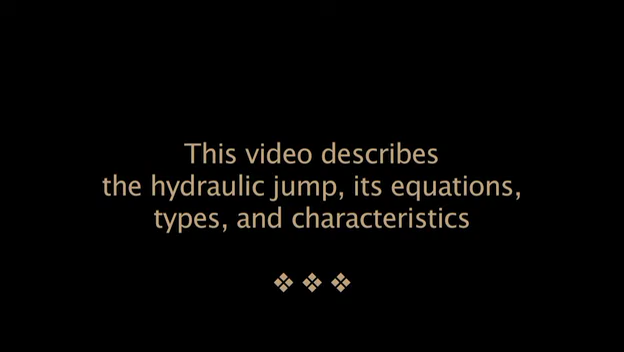 This video describes
the hydraulic jump, its equations,
types, and characteristics
❖ ❖ ❖